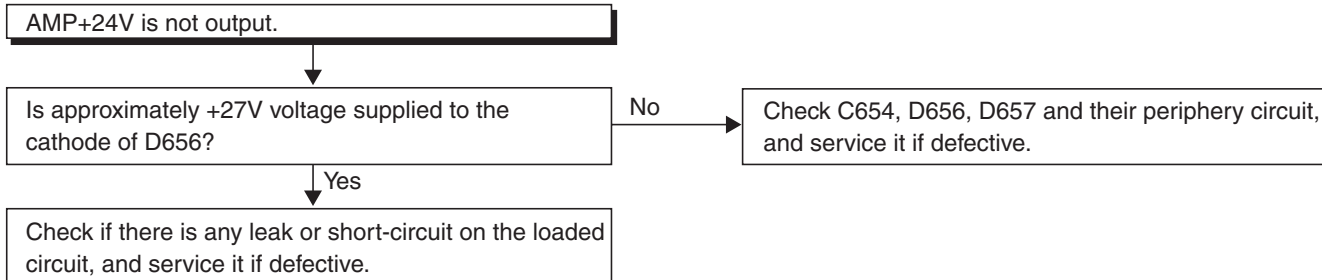 AMP+24V is not output.
Is approximately +27V voltage supplied to the
cathode of D656?
No
Check C654, D656, D657 and their periphery circuit,
and service it if defective.
Yes
Check if there is any leak or short-circuit on the loaded
circuit, and service it if defective.